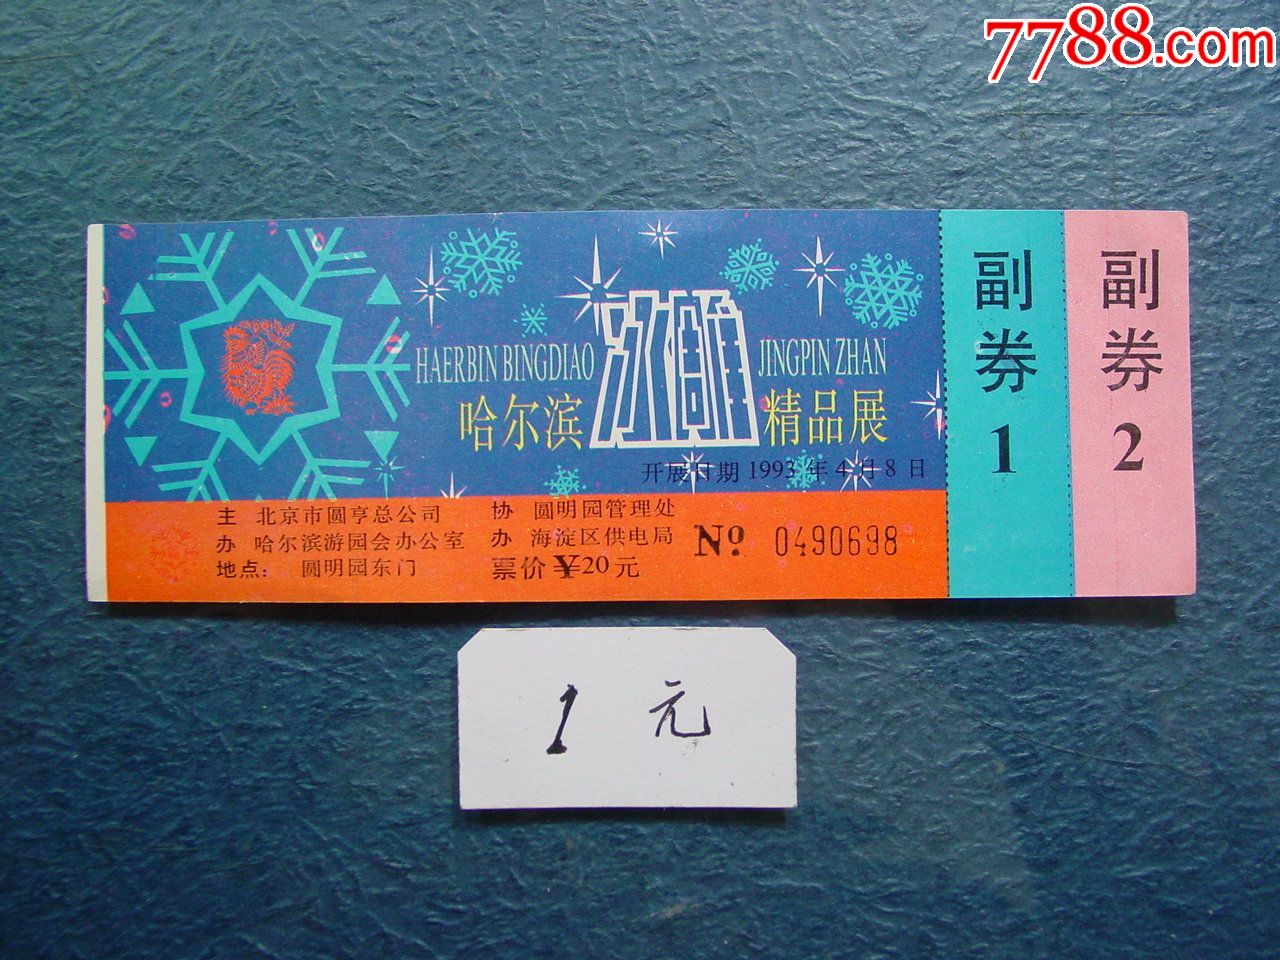 7788.com
HAERBIN BINGDIAO 冰雕 JINGPIN ZHAN
哈尔滨 精品展
开展日期 1993 年 4 月 8 日
主办 北京市圆亨总公司
哈尔滨游园会办公室
地点: 圆明园东门
协办 圆明园管理处
海淀区供电局
票价 ¥20 元
№ 0490698
副券 1
副券 2
1 元